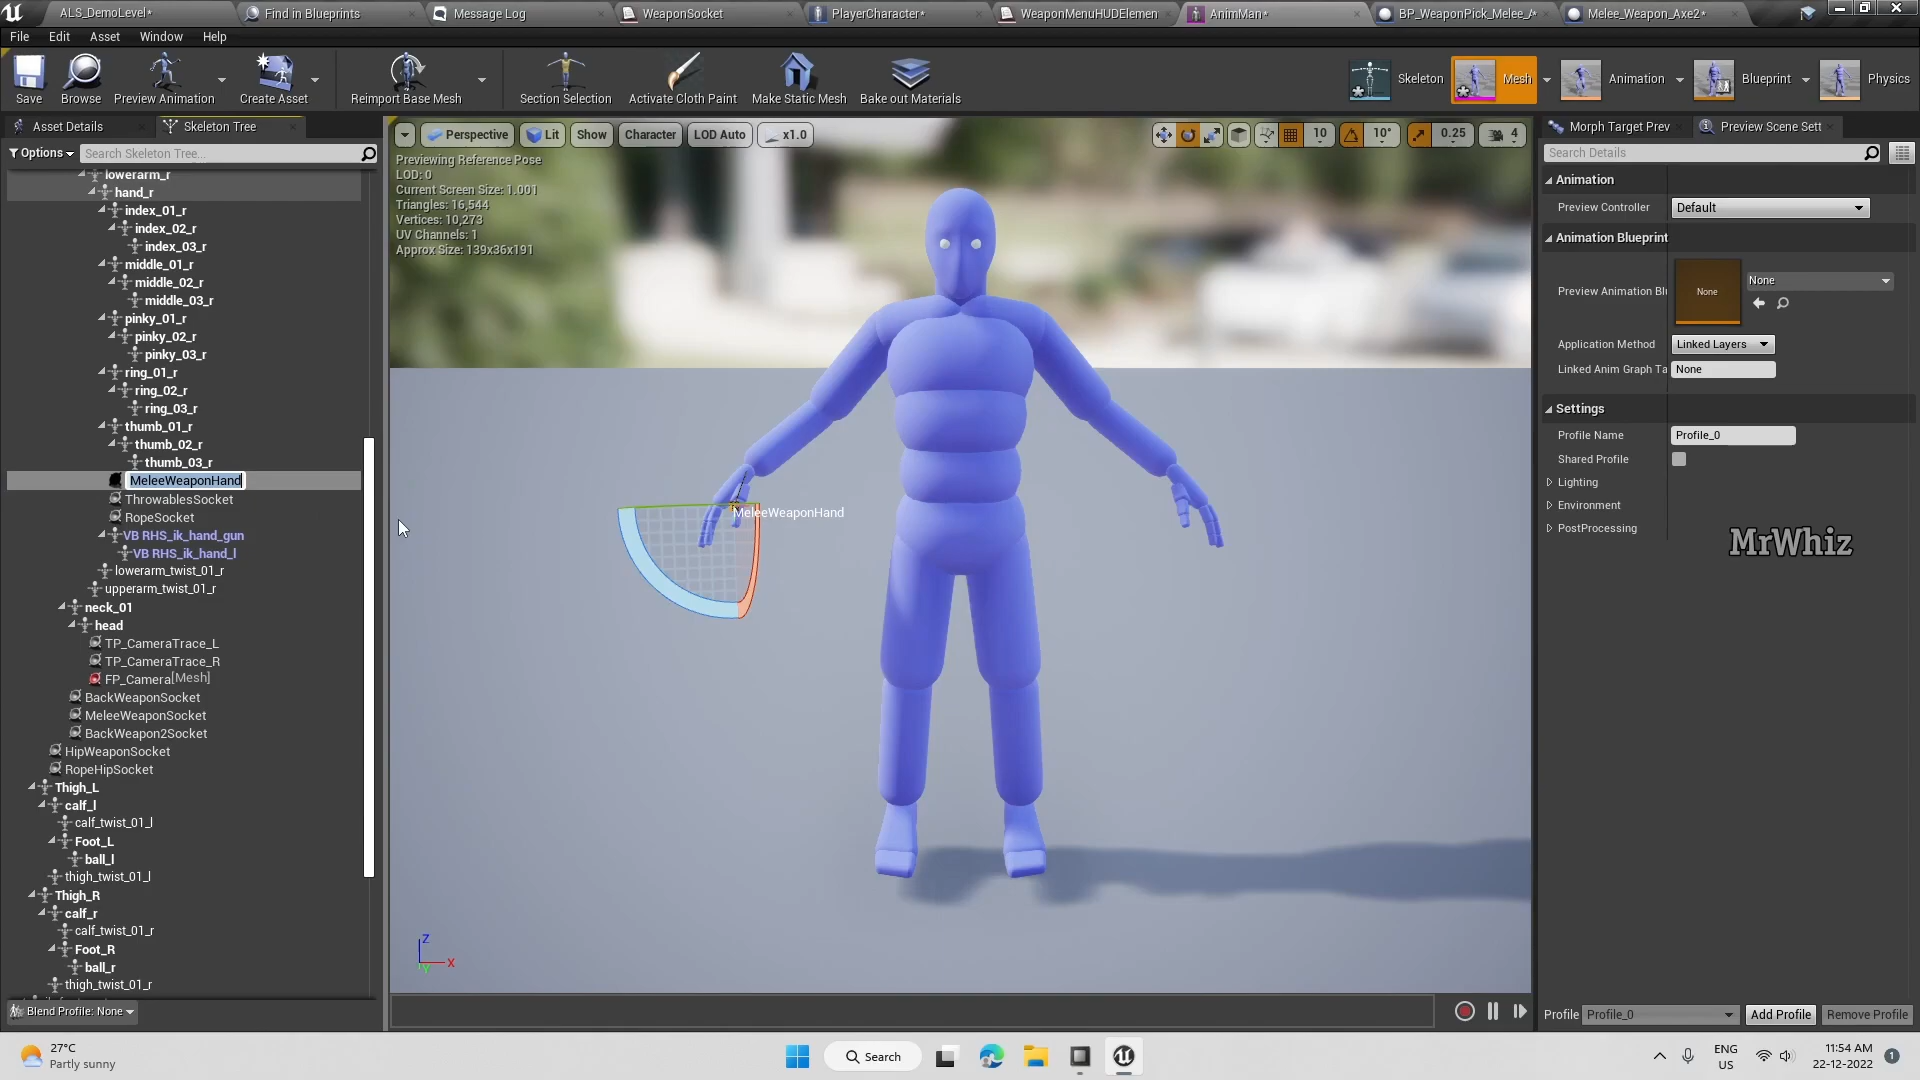 ALS_DemoLevel*
Find in Blueprints
Message Log
WeaponSocket
PlayerCharacter*
WeaponMenuHUDElemen
AnimMan*
BP_WeaponPick_Melee_A*
Melee_Weapon_Axe2*
File
Edit
Asset
Window
Help
Save
Browse
Preview Animation
Create Asset
Reimport Base Mesh
Section Selection
Activate Cloth Paint
Make Static Mesh
Bake out Materials
Skeleton
Mesh
Animation
Blueprint
Physics
Asset Details
Skeleton Tree
Options
Search Skeleton Tree...
lowerarm_r
hand_r
index_01_r
index_02_r
index_03_r
middle_01_r
middle_02_r
middle_03_r
pinky_01_r
pinky_02_r
pinky_03_r
ring_01_r
ring_02_r
ring_03_r
thumb_01_r
thumb_02_r
thumb_03_r
MeleeWeaponHand
ThrowablesSocket
RopeSocket
VB RHS_ik_hand_gun
VB RHS_ik_hand_l
lowerarm_twist_01_r
upperarm_twist_01_r
neck_01
head
TP_CameraTrace_L
TP_CameraTrace_R
FP_Camera[Mesh]
BackWeaponSocket
MeleeWeaponSocket
BackWeapon2Socket
HipWeaponSocket
RopeHipSocket
Thigh_L
calf_l
calf_twist_01_l
Foot_L
ball_l
thigh_twist_01_l
Thigh_R
calf_r
calf_twist_01_r
Foot_R
ball_r
thigh_twist_01_r
Blend Profile: None
Perspective
Lit
Show
Character
LOD Auto
x1.0
10
10°
0.25
4
Previewing Reference Pose
LOD: 0
Current Screen Size: 1.001
Triangles: 16,544
Vertices: 10,273
UV Channels: 1
Approx Size: 139x36x191
MeleeWeaponHand
Z
X
Y
Morph Target Prev
Preview Scene Sett
Search Details
Animation
Preview Controller
Default
Animation Blueprint
Preview Animation Bl
None
None
Application Method
Linked Layers
Linked Anim Graph Ta
None
Settings
Profile Name
Profile_0
Shared Profile
Lighting
Environment
PostProcessing
MrWhiz
Profile
Profile_0
Add Profile
Remove Profile
27°C
Partly sunny
Search
ENG
US
11:54 AM
22-12-2022
1